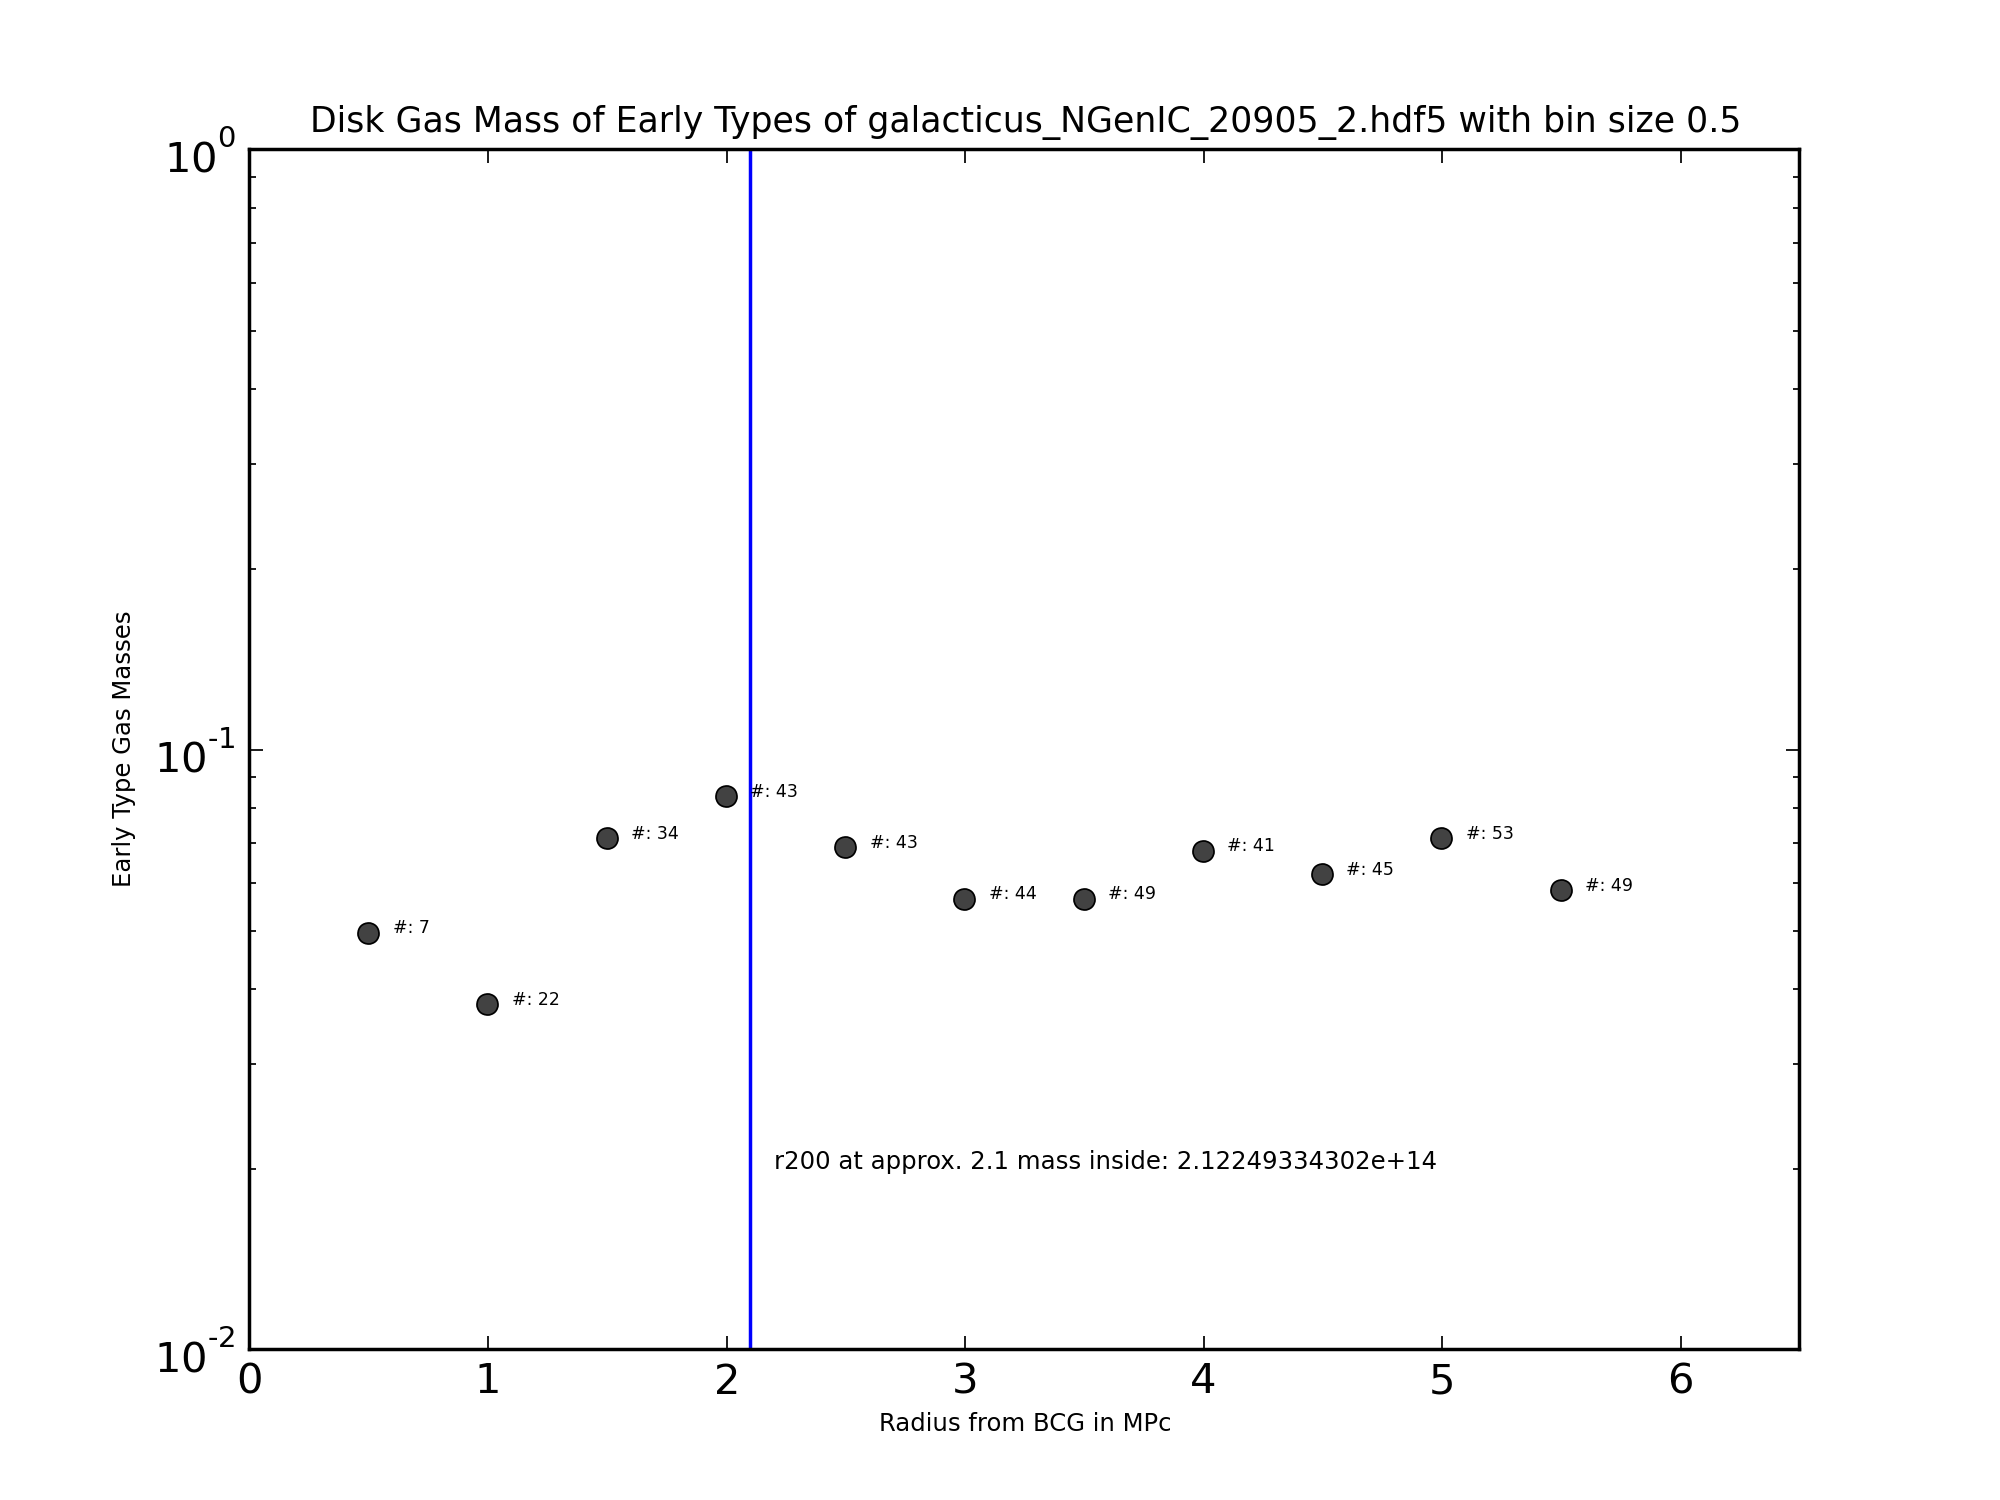 Disk Gas Mass of Early Types of galacticus_NGenIC_20905_2.hdf5 with bin size 0.5
10^0
10^-1
10^-2
Early Type Gas Masses
#: 7
#: 22
#: 34
#: 43
#: 43
#: 44
#: 49
#: 41
#: 45
#: 53
#: 49
r200 at approx. 2.1 mass inside: 2.12249334302e+14
0 1 2 3 4 5 6
Radius from BCG in MPc